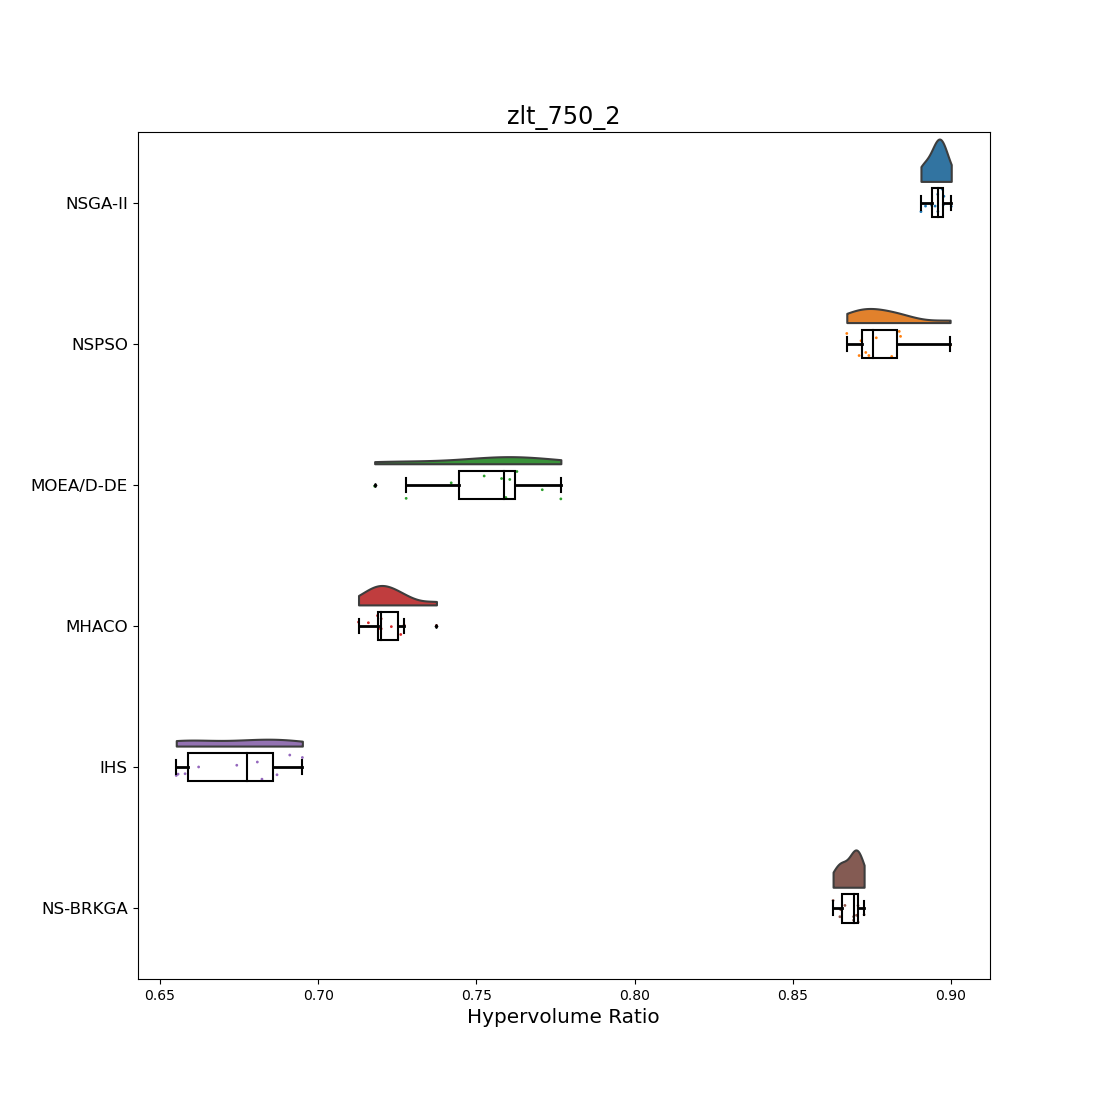 zlt_750_2
NSGA-II
NSPSO
MOEA/D-DE
MHACO
IHS
NS-BRKGA
0.65 0.70 0.75 0.80 0.85 0.90
Hypervolume Ratio